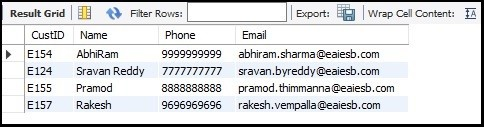 Result Grid Filter Rows: Export: Wrap Cell Content: IA
CustID Name Phone Email
E154 AbhiRam 9999999999 abhiram.sharma@eaiesb.com
E124 Sravan Reddy 7777777777 sravan.byreddy@eaiesb.com
E155 Pramod 8888888888 pramod.thimmanna@eaiesb.com
E157 Rakesh 9696969696 rakesh.vempalla@eaiesb.com